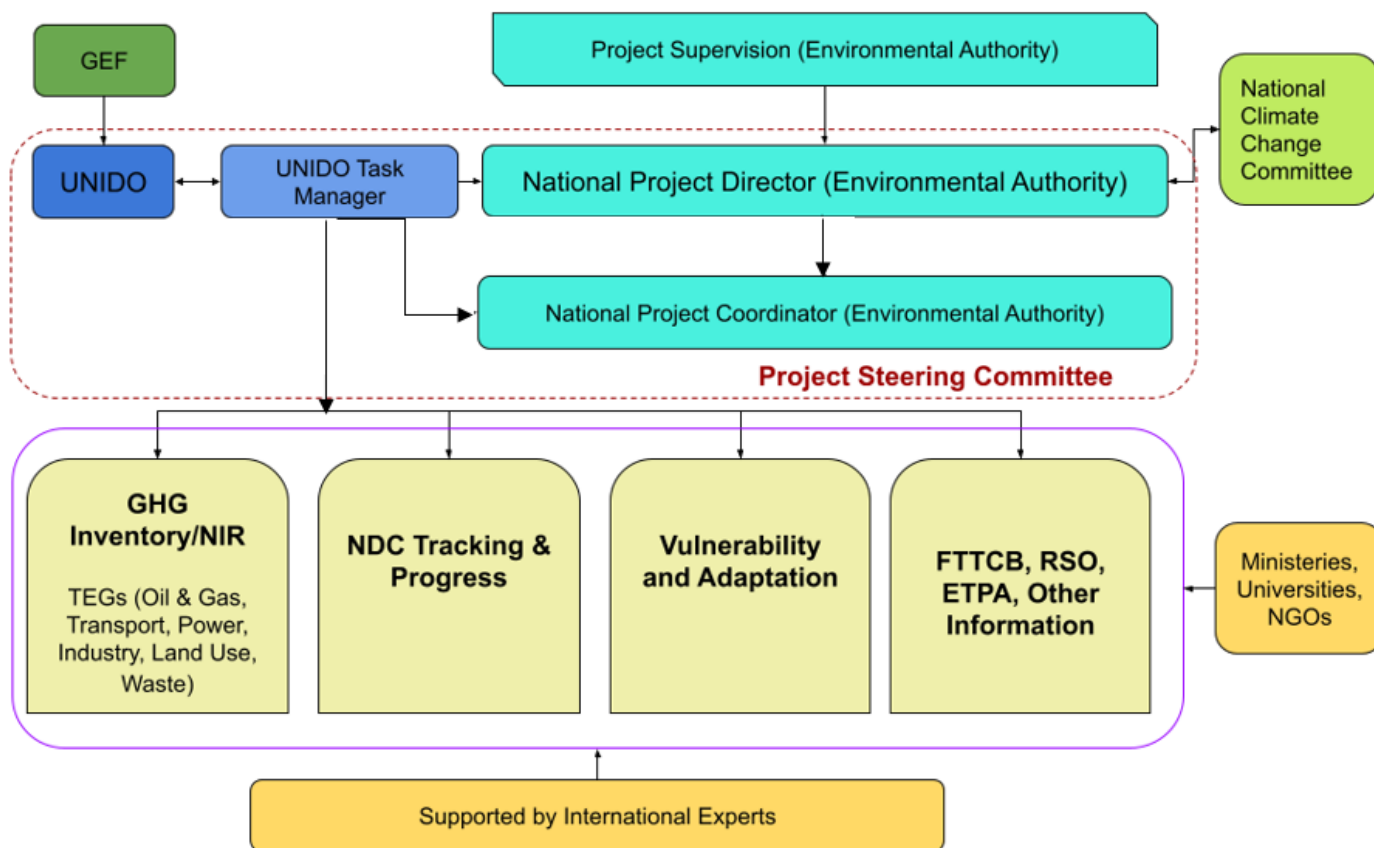 GEF
Project Supervision (Environmental Authority)
National
Climate
Change
Committee
UNIDO
UNIDO Task
Manager
National Project Director (Environmental Authority)
National Project Coordinator (Environmental Authority)
Project Steering Committee
GHG
Inventory/NIR
TEGs (Oil & Gas,
Transport, Power,
Industry, Land Use,
Waste)
NDC Tracking &
Progress
Vulnerability
and Adaptation
FTTCB, RSO,
ETPA, Other
Information
Ministeries,
Universities,
NGOs
Supported by International Experts